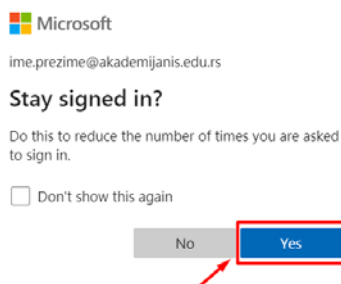 Microsoft
ime.prezime@akademijanis.edu.rs
Stay signed in?
Do this to reduce the number of times you are asked
to sign in.
Don't show this again
No
Yes